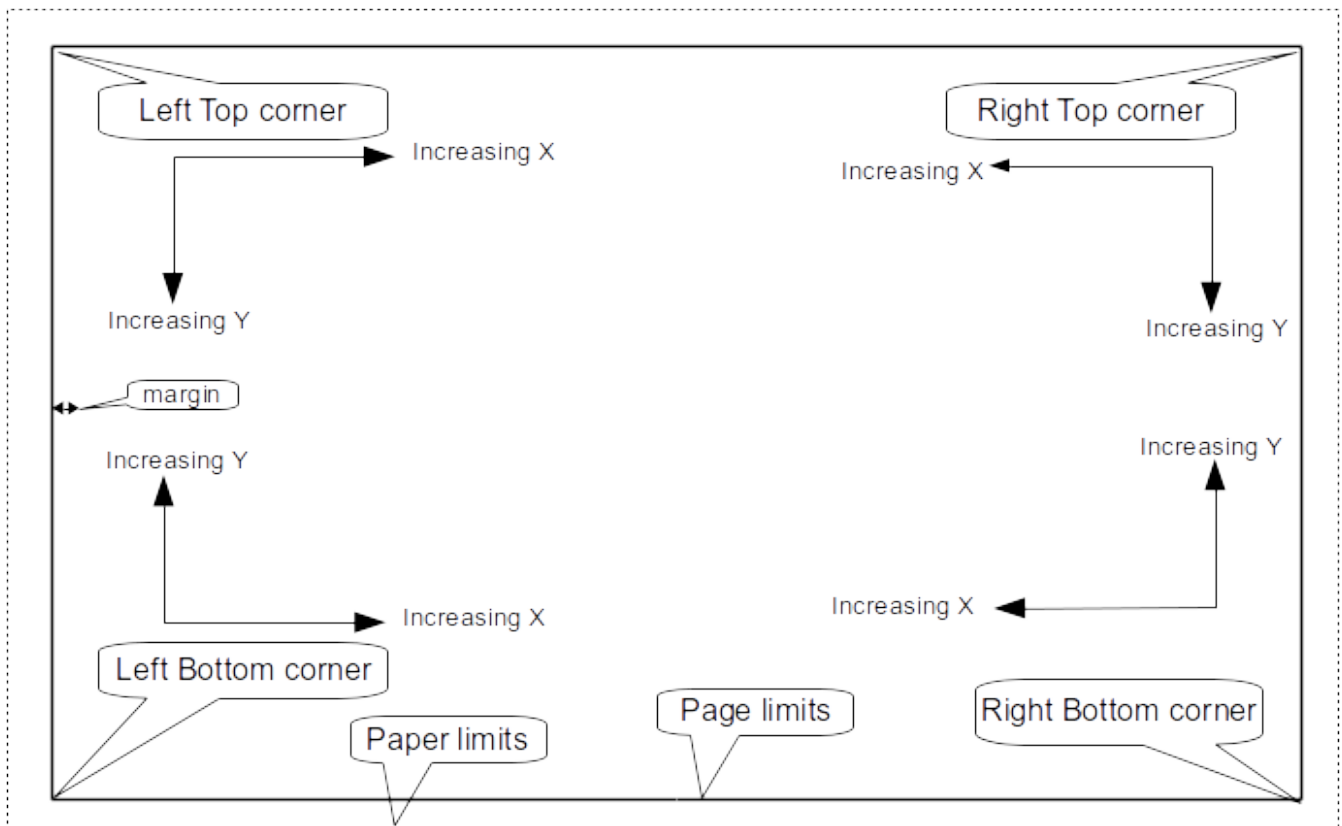 Left Top corner
Right Top corner
Increasing X
Increasing X
Increasing Y
Increasing Y
margin
Increasing Y
Increasing Y
Increasing X
Increasing X
Left Bottom corner
Page limits
Right Bottom corner
Paper limits